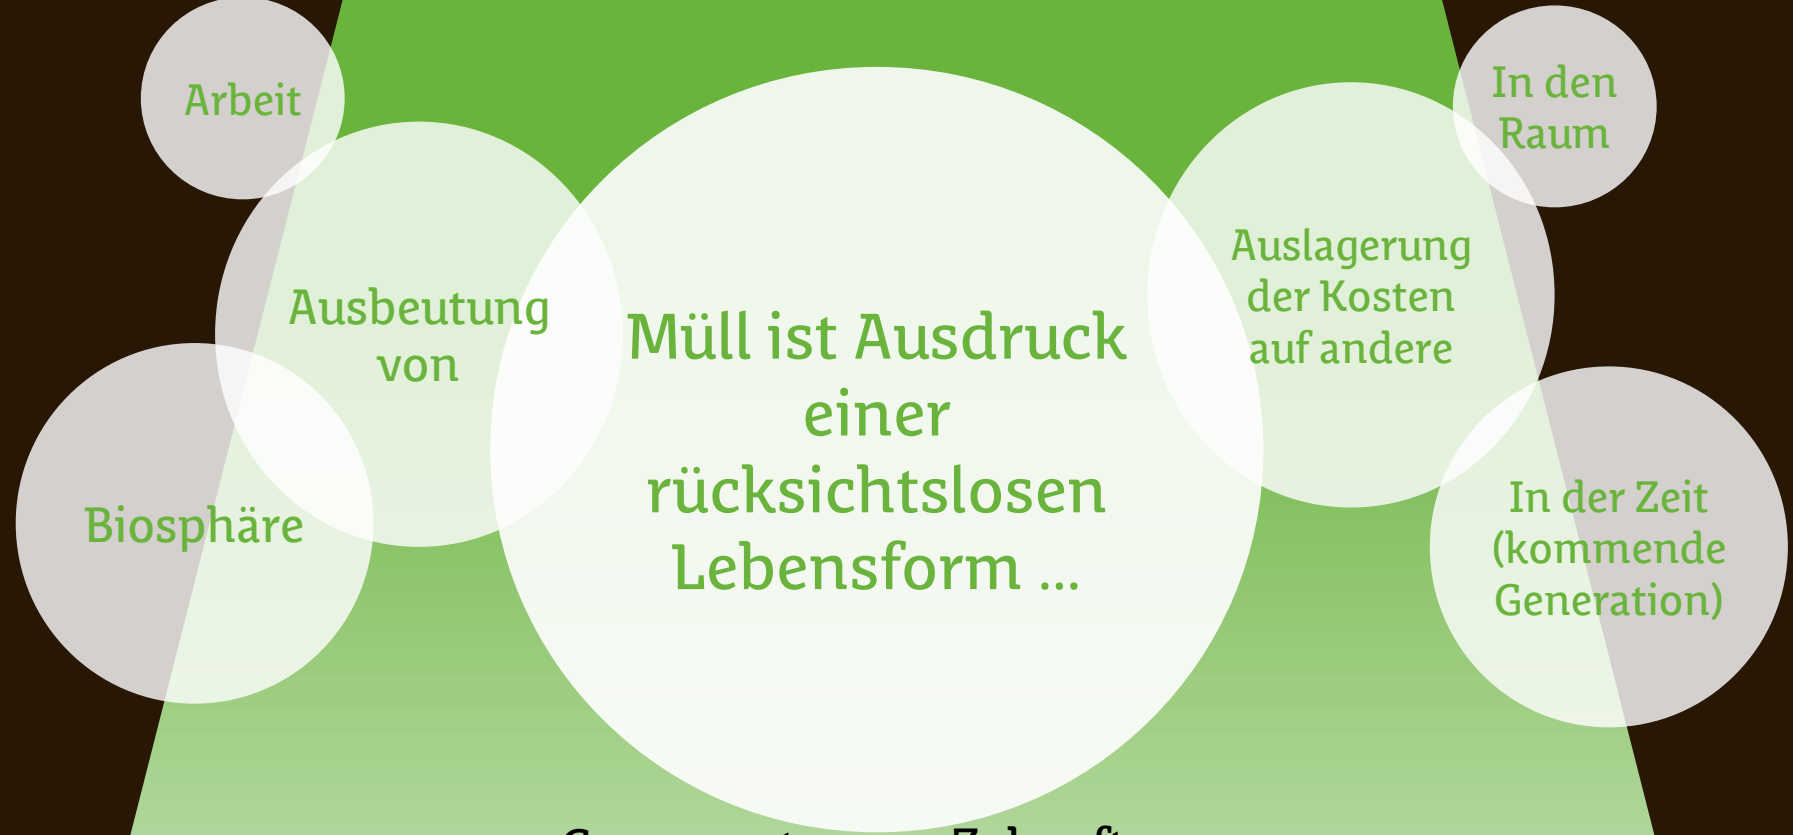 Arbeit
Ausbeutung
von
Biosphäre
Müll ist Ausdruck
einer
rücksichtslosen
Lebensform ...
Auslagerung
der Kosten
auf andere
In den
Raum
In der Zeit
(kommende
Generation)